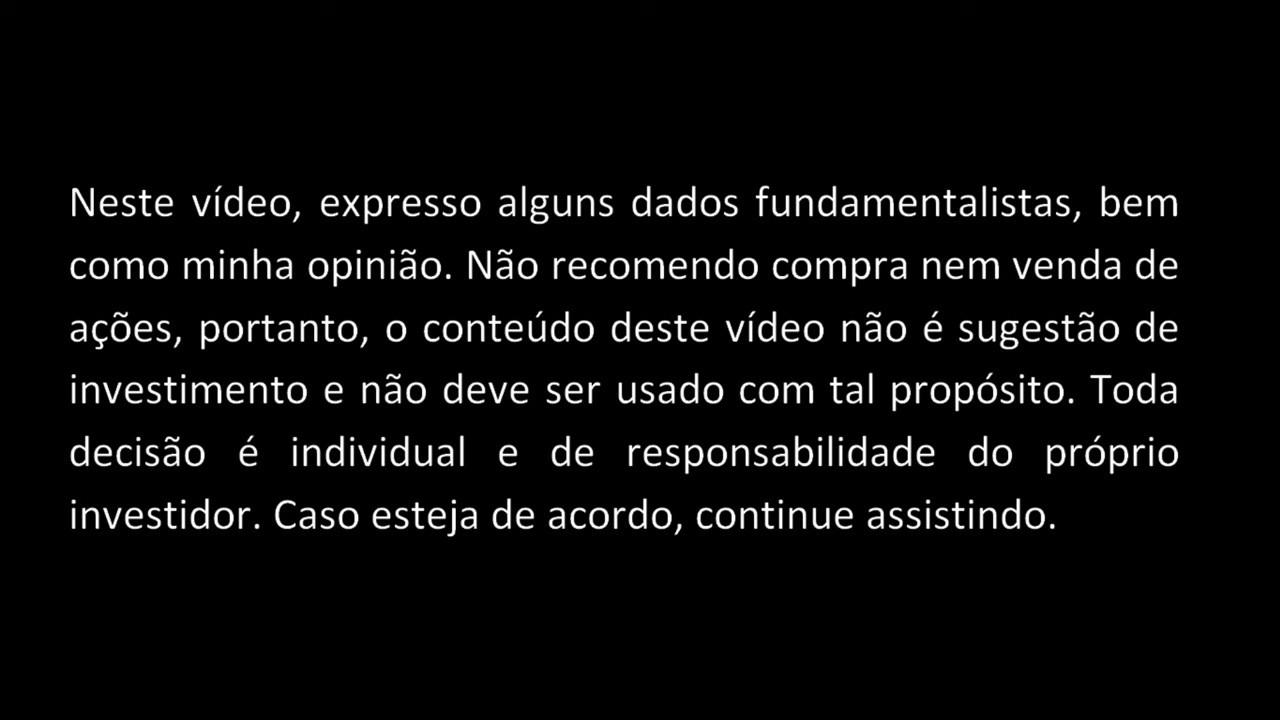 Neste vídeo, expresso alguns dados fundamentalistas, bem
como minha opinião. Não recomendo compra nem venda de
ações, portanto, o conteúdo deste vídeo não é sugestão de
investimento e não deve ser usado com tal propósito. Toda
decisão é individual e de responsabilidade do próprio
investidor. Caso esteja de acordo, continue assistindo.